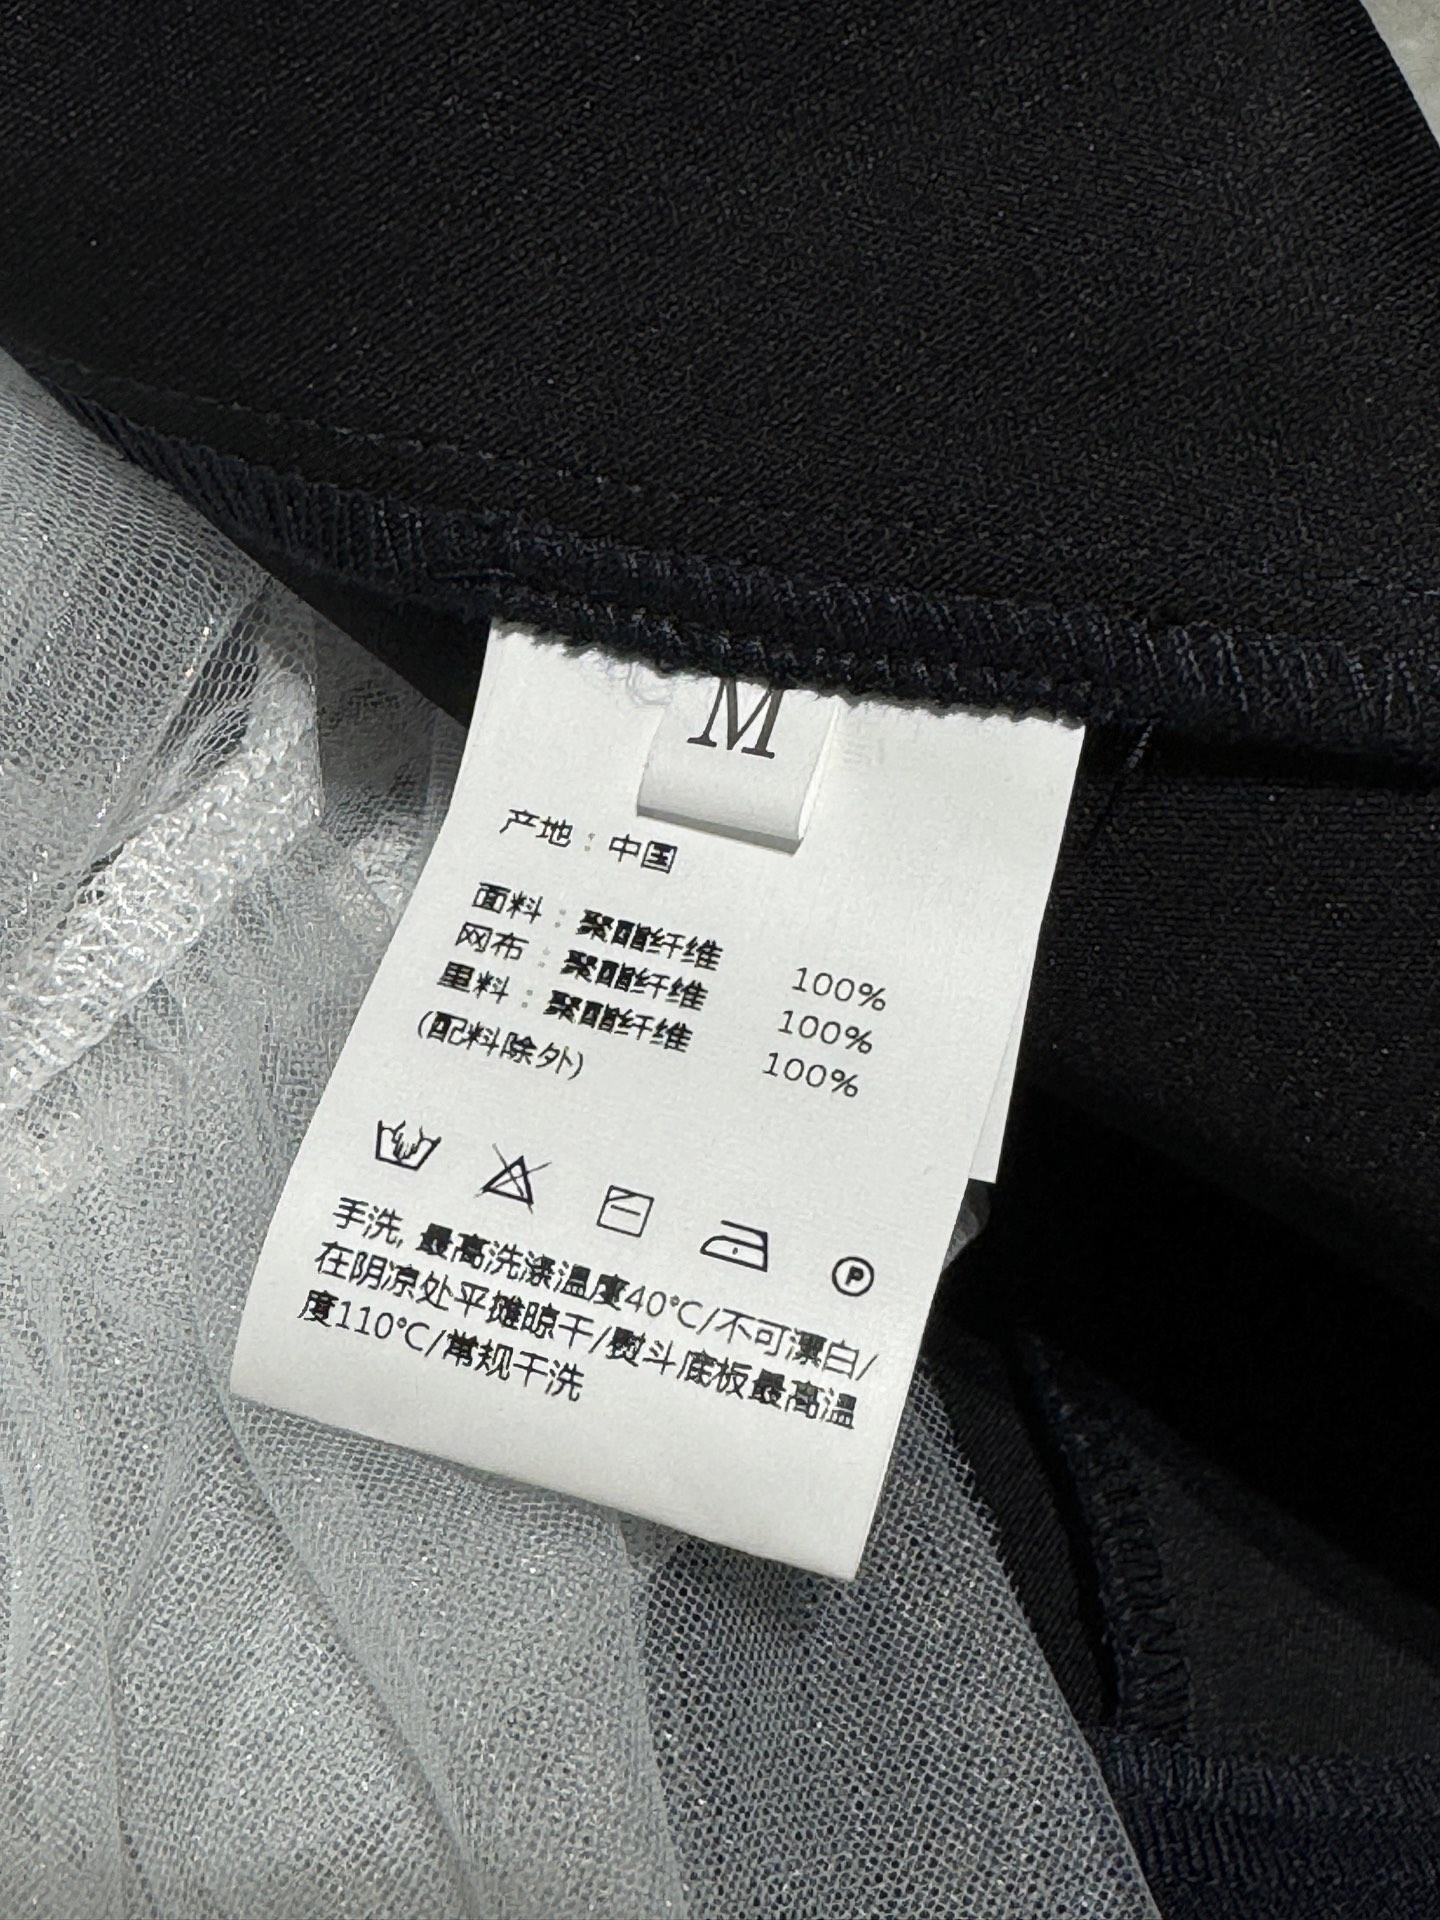 M
产地：中国
面料：聚酯纤维 100%
网布：聚酯纤维 100%
里料：聚酯纤维 100%
(配料除外)
P
手洗, 最高洗涤温度40°C/不可漂白/
在阴凉处平摊晾干/熨斗底板最高温
度110°C/常规干洗